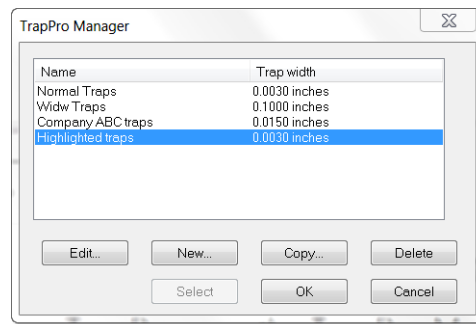 TrapPro Manager
Name Trap width
Normal Traps 0.0030 inches
Widw Traps 0.1000 inches
Company ABC traps 0.0150 inches
Highlighted traps 0.0030 inches
Edit... New... Copy... Delete
Select OK Cancel